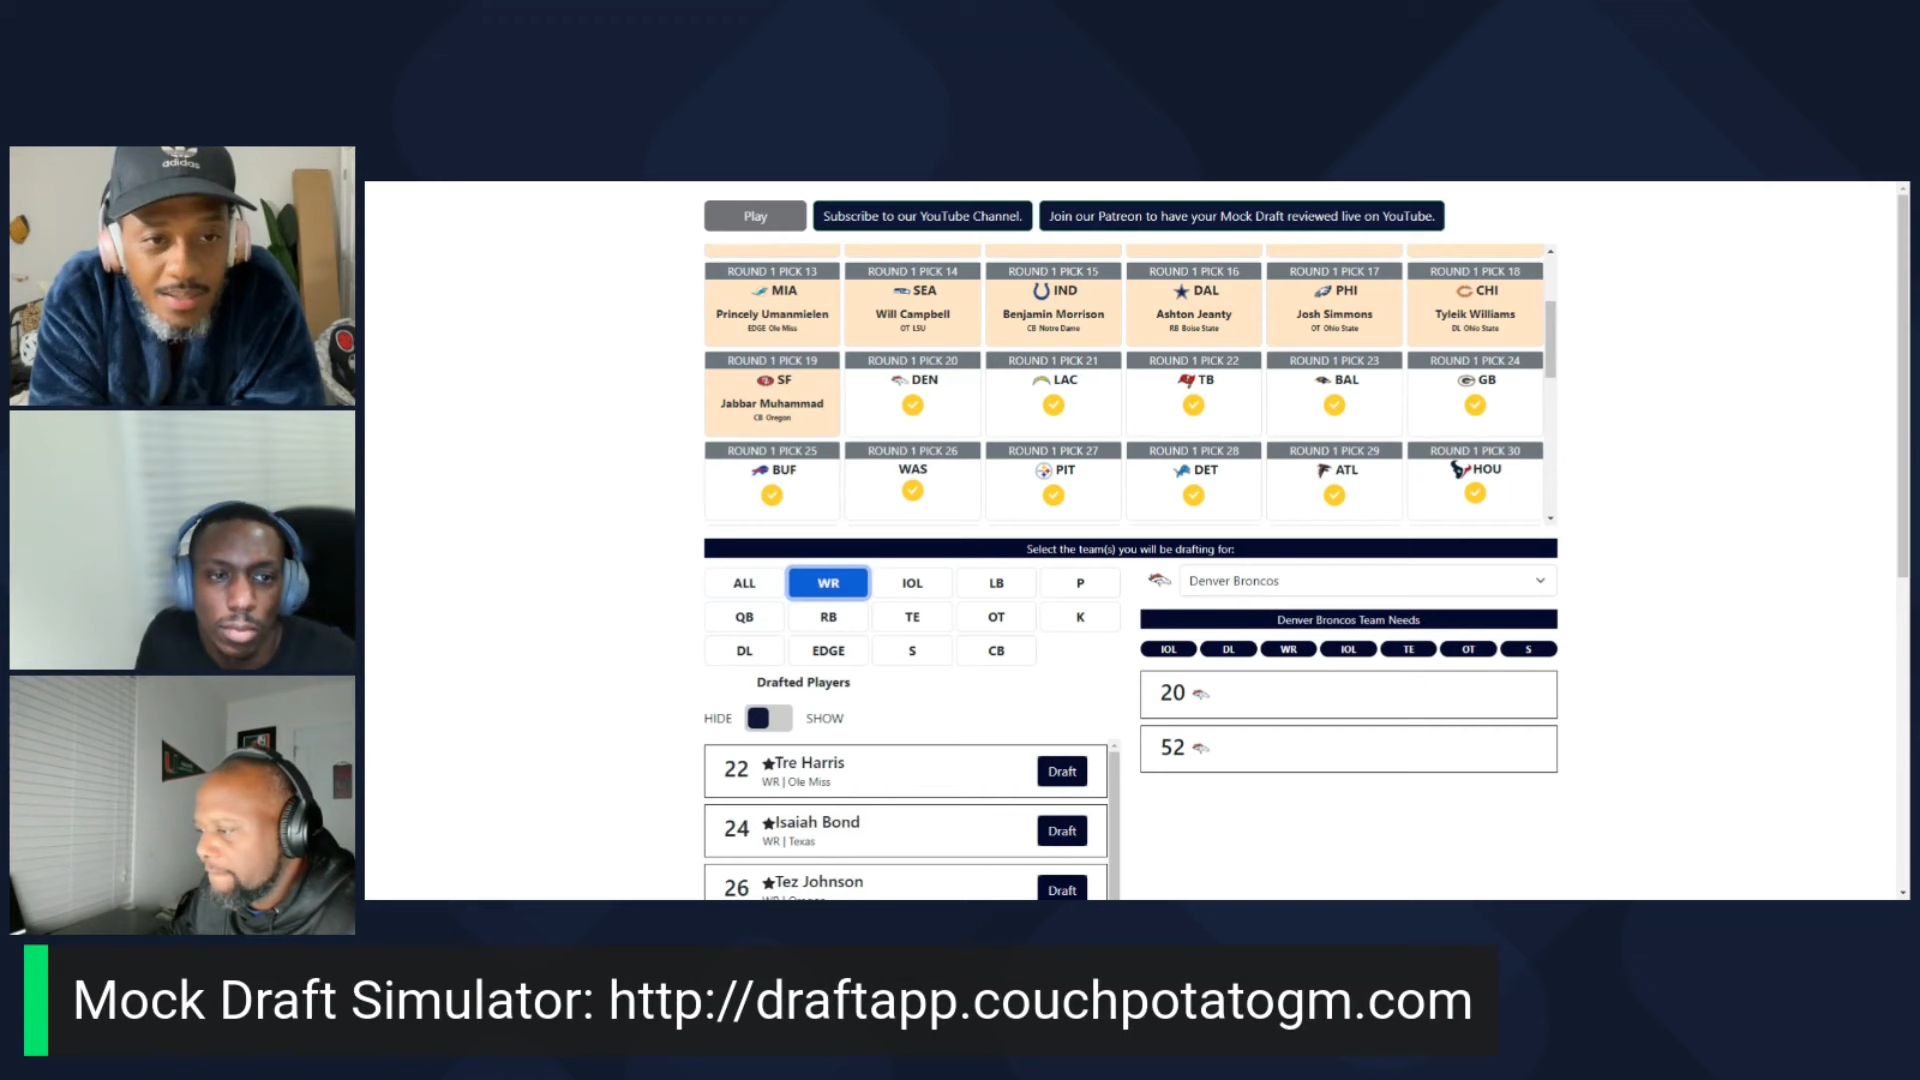 adidas
Play
Subscribe to our YouTube Channel.
Join our Patreon to have your Mock Draft reviewed live on YouTube.
ROUND 1 PICK 13
MIA
Princely Umanmielen
EDGE Ole Miss
ROUND 1 PICK 14
SEA
Will Campbell
OT LSU
ROUND 1 PICK 15
IND
Benjamin Morrison
CB Notre Dame
ROUND 1 PICK 16
DAL
Ashton Jeanty
RB Boise State
ROUND 1 PICK 17
PHI
Josh Simmons
OT Ohio State
ROUND 1 PICK 18
CHI
Tyleik Williams
DL Ohio State
ROUND 1 PICK 19
SF
Jabbar Muhammad
CB Oregon
ROUND 1 PICK 20
DEN
ROUND 1 PICK 21
LAC
ROUND 1 PICK 22
TB
ROUND 1 PICK 23
BAL
ROUND 1 PICK 24
GB
ROUND 1 PICK 25
BUF
ROUND 1 PICK 26
WAS
ROUND 1 PICK 27
PIT
ROUND 1 PICK 28
DET
ROUND 1 PICK 29
ATL
ROUND 1 PICK 30
HOU
Select the team(s) you will be drafting for:
ALL WR IOL LB P
QB RB TE OT K
DL EDGE S CB
Drafted Players
HIDE SHOW
22 Tre Harris
WR | Ole Miss
Draft
24 Isaiah Bond
WR | Texas
Draft
26 Tez Johnson
Draft
Denver Broncos
Denver Broncos Team Needs
IOL DL WR IOL TE OT S
20
52
Mock Draft Simulator: http://draftapp.couchpotatogm.com